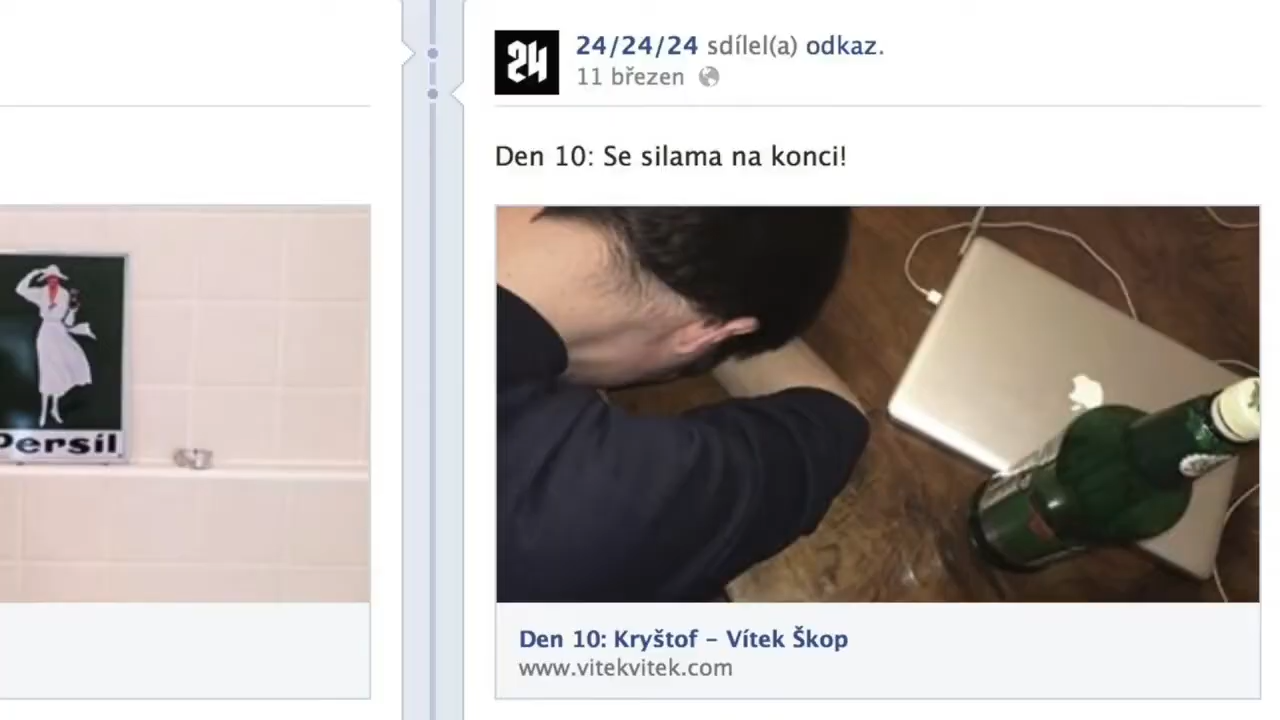 Persil
24
24/24/24 sdílel(a) odkaz.
11 březen
Den 10: Se silama na konci!
Den 10: Kryštof – Vítek Škop
www.vitekvitek.com